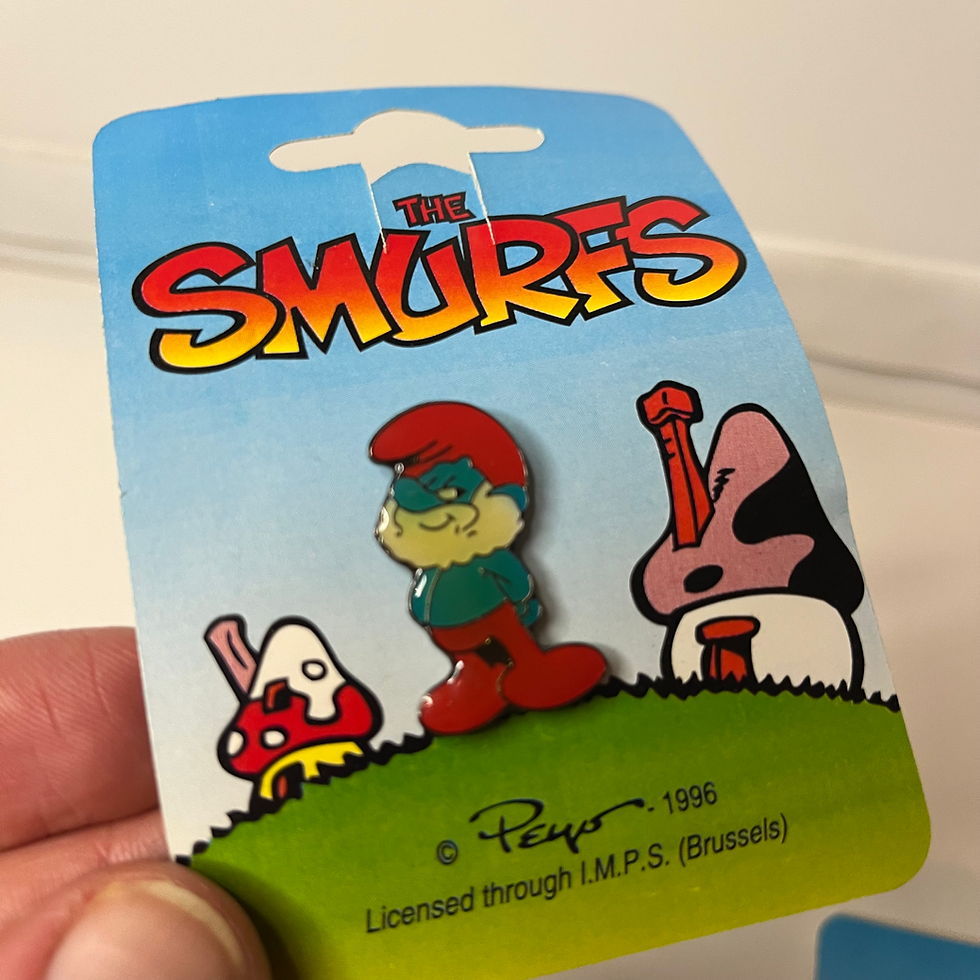 THE
SMURFS
© Peyo - 1996
Licensed through I.M.P.S. (Brussels)